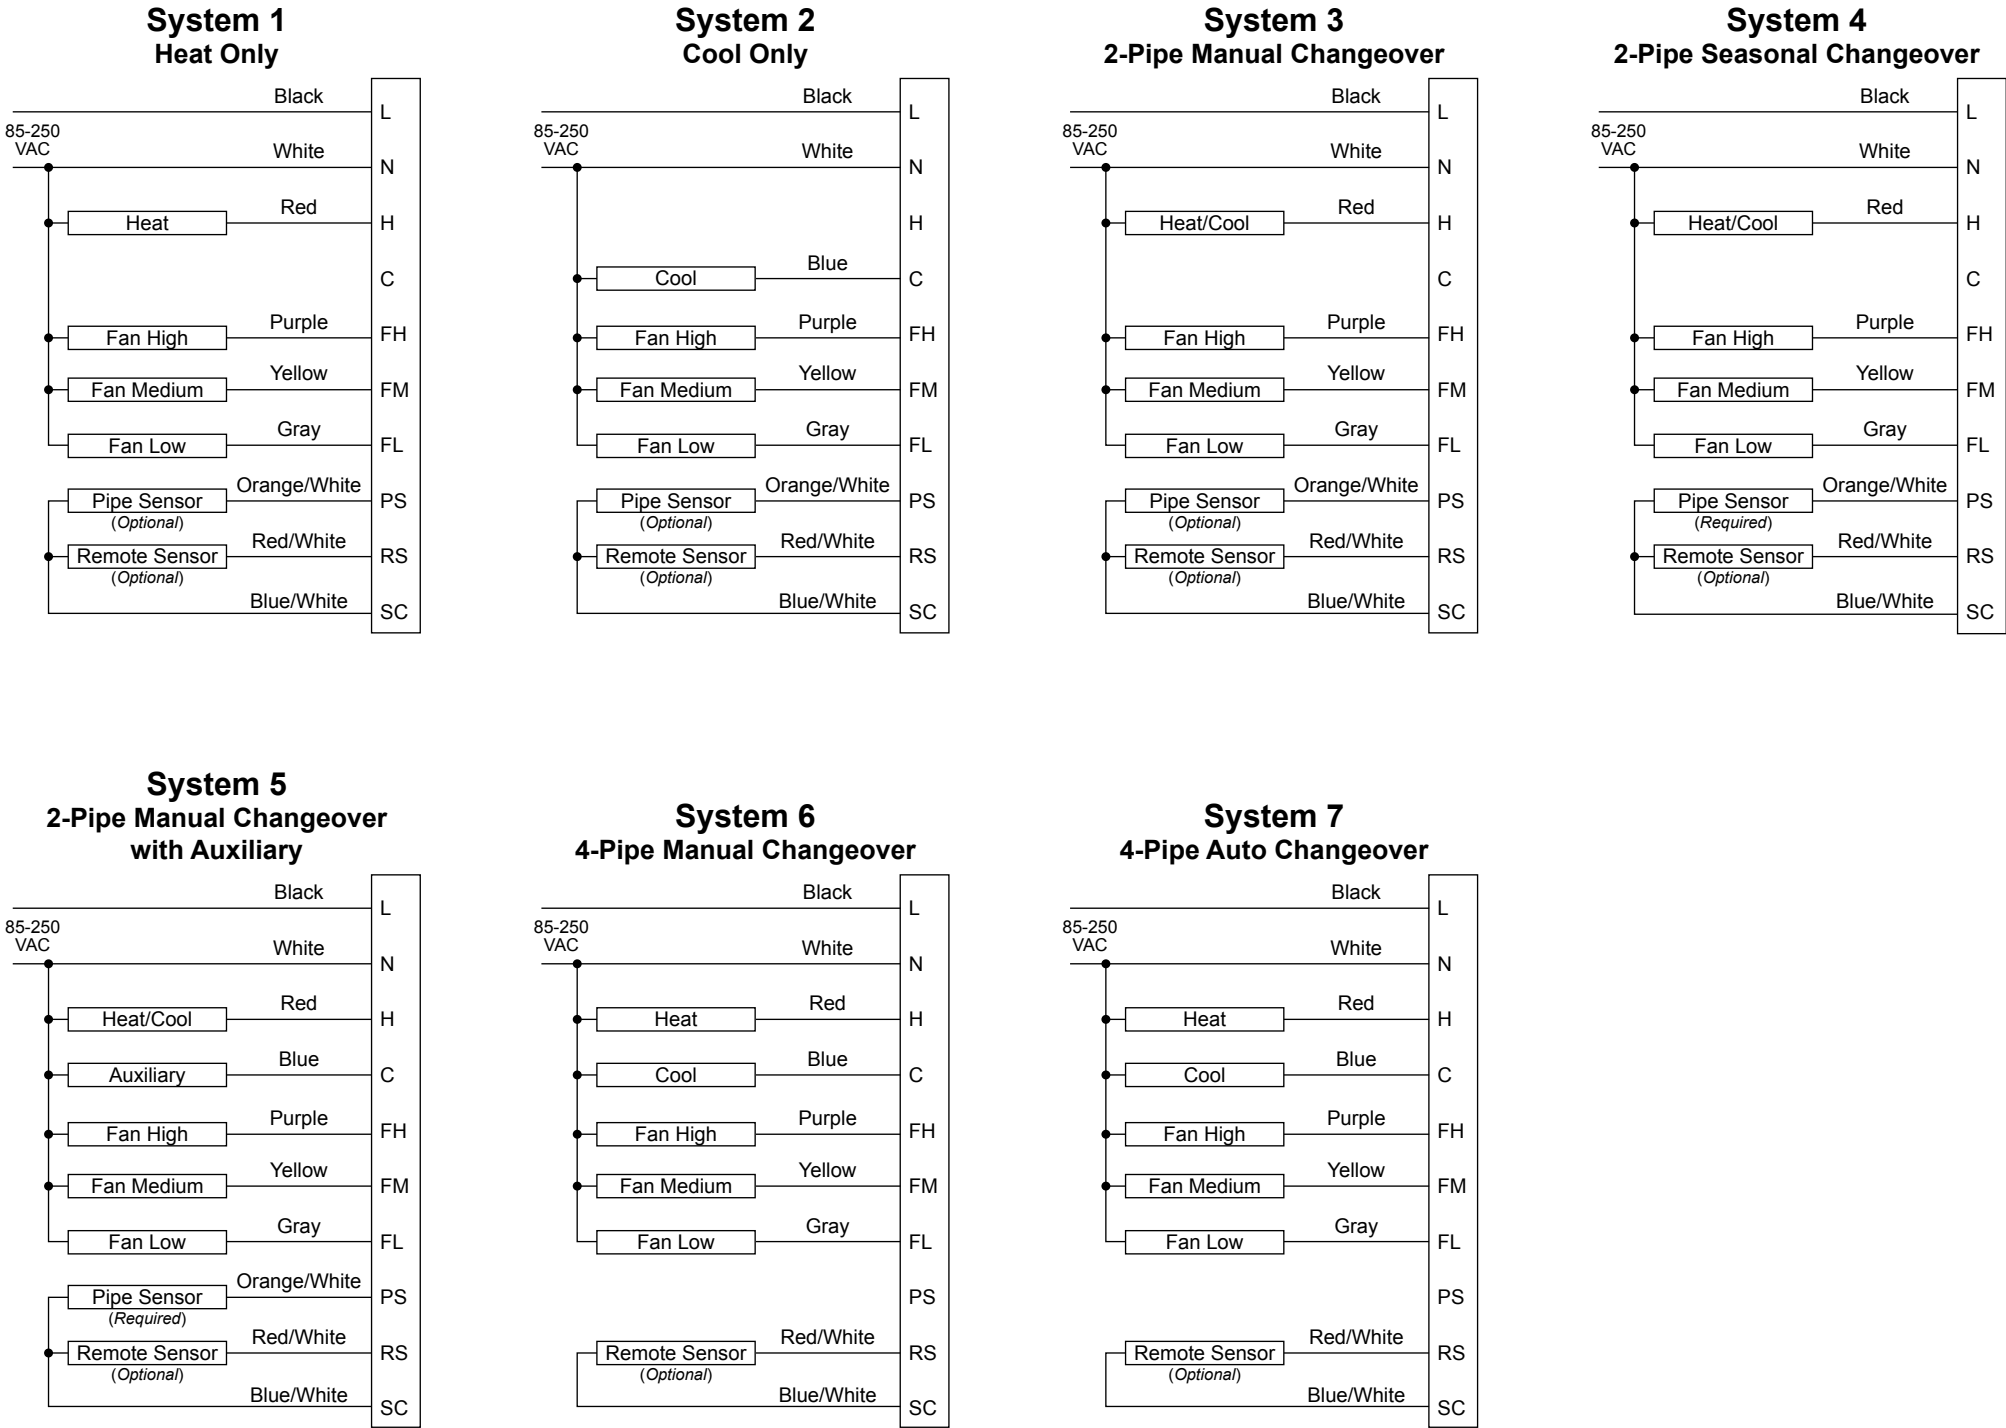 System 1
Heat Only
Black
L
85-250
VAC
White
N
Heat
Red
H
C
Fan High
Purple
FH
Fan Medium
Yellow
FM
Fan Low
Gray
FL
Pipe Sensor
(Optional)
Orange/White
PS
Remote Sensor
(Optional)
Red/White
RS
Blue/White
SC
System 2
Cool Only
Black
L
85-250
VAC
White
N
H
Cool
Blue
C
Fan High
Purple
FH
Fan Medium
Yellow
FM
Fan Low
Gray
FL
Pipe Sensor
(Optional)
Orange/White
PS
Remote Sensor
(Optional)
Red/White
RS
Blue/White
SC
System 3
2-Pipe Manual Changeover
Black
L
85-250
VAC
White
N
Heat/Cool
Red
H
C
Fan High
Purple
FH
Fan Medium
Yellow
FM
Fan Low
Gray
FL
Pipe Sensor
(Optional)
Orange/White
PS
Remote Sensor
(Optional)
Red/White
RS
Blue/White
SC
System 4
2-Pipe Seasonal Changeover
Black
L
85-250
VAC
White
N
Heat/Cool
Red
H
C
Fan High
Purple
FH
Fan Medium
Yellow
FM
Fan Low
Gray
FL
Pipe Sensor
(Required)
Orange/White
PS
Remote Sensor
(Optional)
Red/White
RS
Blue/White
SC
System 5
2-Pipe Manual Changeover
with Auxiliary
Black
L
85-250
VAC
White
N
Heat/Cool
Red
H
Auxiliary
Blue
C
Fan High
Purple
FH
Fan Medium
Yellow
FM
Fan Low
Gray
FL
Pipe Sensor
(Required)
Orange/White
PS
Remote Sensor
(Optional)
Red/White
RS
Blue/White
SC
System 6
4-Pipe Manual Changeover
Black
L
85-250
VAC
White
N
Heat
Red
H
Cool
Blue
C
Fan High
Purple
FH
Fan Medium
Yellow
FM
Fan Low
Gray
FL
PS
Remote Sensor
(Optional)
Red/White
RS
Blue/White
SC
System 7
4-Pipe Auto Changeover
Black
L
85-250
VAC
White
N
Heat
Red
H
Cool
Blue
C
Fan High
Purple
FH
Fan Medium
Yellow
FM
Fan Low
Gray
FL
PS
Remote Sensor
(Optional)
Red/White
RS
Blue/White
SC